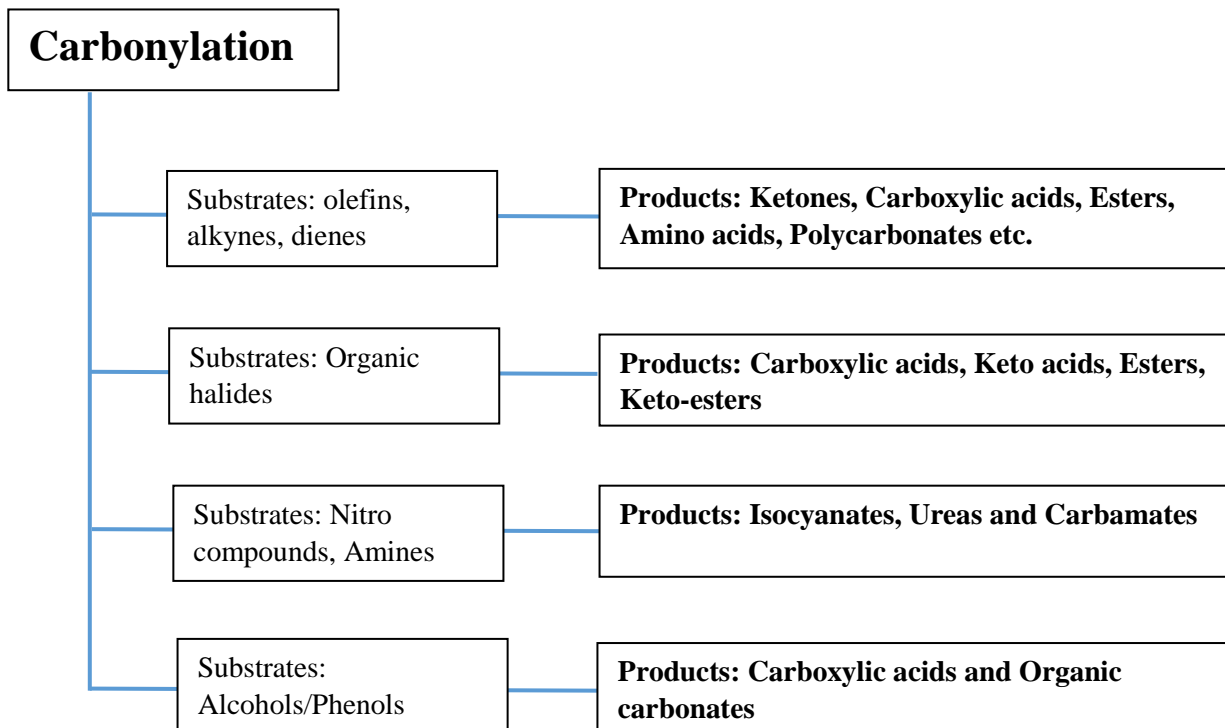 Carbonylation
Substrates: olefins,
alkynes, dienes
Products: Ketones, Carboxylic acids, Esters,
Amino acids, Polycarbonates etc.
Substrates: Organic
halides
Products: Carboxylic acids, Keto acids, Esters,
Keto-esters
Substrates: Nitro
compounds, Amines
Products: Isocyanates, Ureas and Carbamates
Substrates:
Alcohols/Phenols
Products: Carboxylic acids and Organic
carbonates